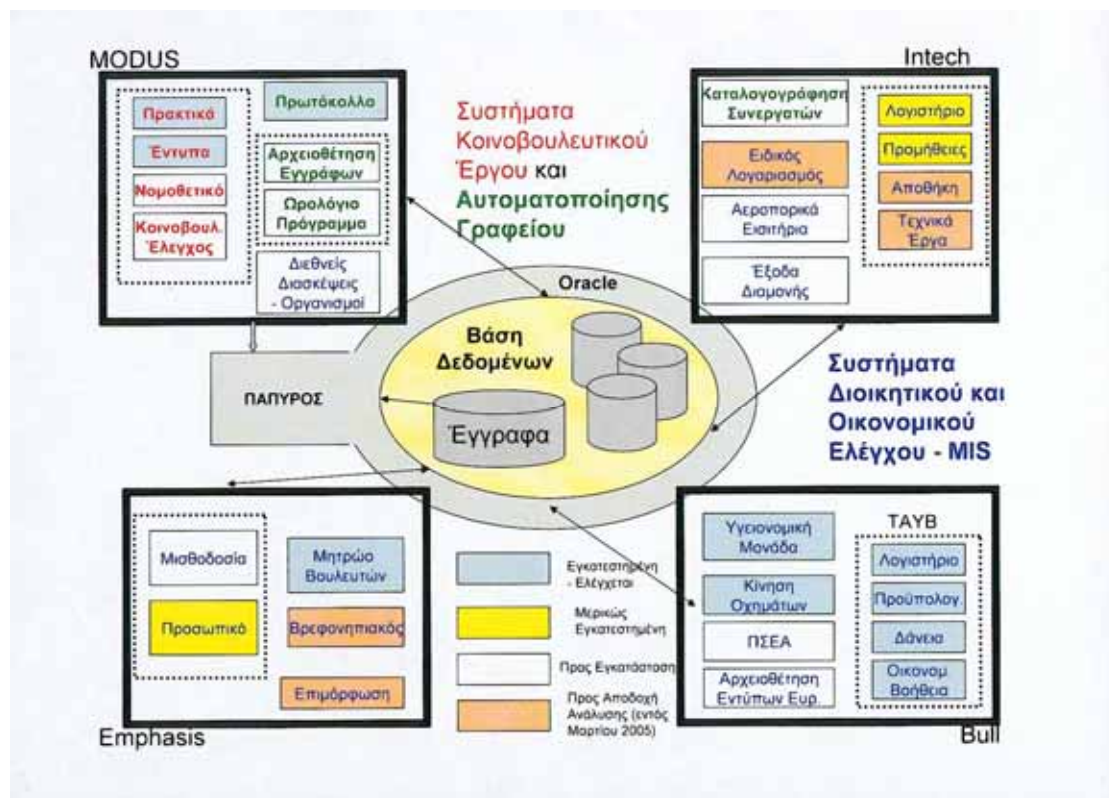 MODUS
Πρακτικά
Έντυπα
Νομοθετικό
Κοινοβουλ.
Έλεγχος
Πρωτόκολλο
Αρχειοθέτηση
Εγγράφων
Ωρολόγιο
Πρόγραμμα
Διεθνείς
Διασκέψεις
- Οργανισμοί
Συστήματα
Κοινοβουλευτικού
Έργου και
Αυτοματοποίησης
Γραφείου
Intech
Καταλογογράφηση
Συνεργατών
Ειδικός
Λογαριασμός
Αεροπορικά
Εισιτήρια
Έξοδα
Διαμονής
Λογιστήριο
Προμήθειες
Αποθήκη
Τεχνικά
Έργα
Oracle
Βάση
Δεδομένων
Έγγραφα
ΠΑΠΥΡΟΣ
Συστήματα
Διοικητικού και
Οικονομικού
Ελέγχου - MIS
Μισθοδοσία
Προσωπικό
Μητρώο
Βουλευτών
Βρεφονηπιακός
Επιμόρφωση
Emphasis
Εγκατεστημένη
- Ελέγχεται
Μερικώς
Εγκατεστημένη
Προς Εγκατάσταση
Προς Αποδοχή
Ανάλυσης (εντός
Μαρτίου 2005)
Υγειονομική
Μονάδα
Κίνηση
Οχημάτων
ΠΣΕΑ
Αρχειοθέτηση
Εντύπων Ευρ.
ΤΑΥΒ
Λογιστήριο
Προϋπολογ.
Δάνεια
Οικονομ
Βοήθεια
Bull